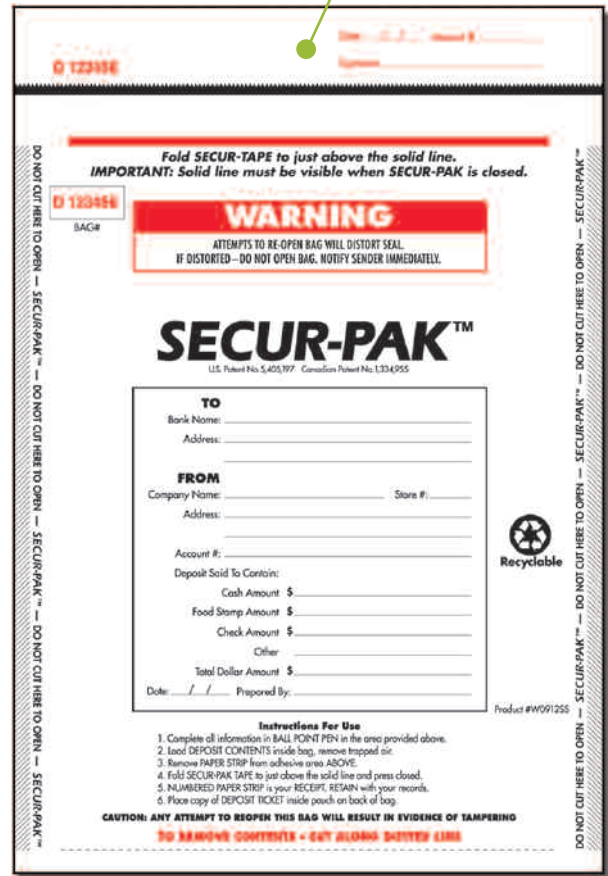 Date / / Amount $
D 123456
Signature
Fold SECUR-TAPE to just above the solid line.
IMPORTANT: Solid line must be visible when SECUR-PAK is closed.
D 123456
BAG#
WARNING
ATTEMPTS TO RE-OPEN BAG WILL DISTORT SEAL.
IF DISTORTED – DO NOT OPEN BAG. NOTIFY SENDER IMMEDIATELY.
SECUR-PAK™
U.S. Patent No.5,405,197 Canadian Patent No.1,334,955
TO
Bank Name:
Address:
FROM
Company Name: Store #:
Address:
Account #:
Deposit Said To Contain:
Cash Amount $
Food Stamp Amount $
Check Amount $
Other
Total Dollar Amount $
Date: / / Prepared By:
Recyclable
Product #W0912SS
Instructions For Use
1. Complete all information in BALL POINT PEN in the area provided above.
2. Load DEPOSIT CONTENTS inside bag, remove trapped air.
3. Remove PAPER STRIP from adhesive area ABOVE.
4. Fold SECUR-PAK TAPE to just above the solid line and press closed.
5. NUMBERED PAPER STRIP is your RECEIPT, RETAIN with your records.
6. Place copy of DEPOSIT TICKET inside pouch on back of bag.
CAUTION: ANY ATTEMPT TO REOPEN THIS BAG WILL RESULT IN EVIDENCE OF TAMPERING
TO REMOVE CONTENTS - CUT ALONG DOTTED LINE
DO NOT CUT HERE TO OPEN — SECUR-PAK™ — DO NOT CUT HERE TO OPEN — SECUR-PAK™ — DO NOT CUT HERE TO OPEN — SECUR-PAK™
DO NOT CUT HERE TO OPEN — SECUR-PAK™ — DO NOT CUT HERE TO OPEN — SECUR-PAK™ — DO NOT CUT HERE TO OPEN — SECUR-PAK™